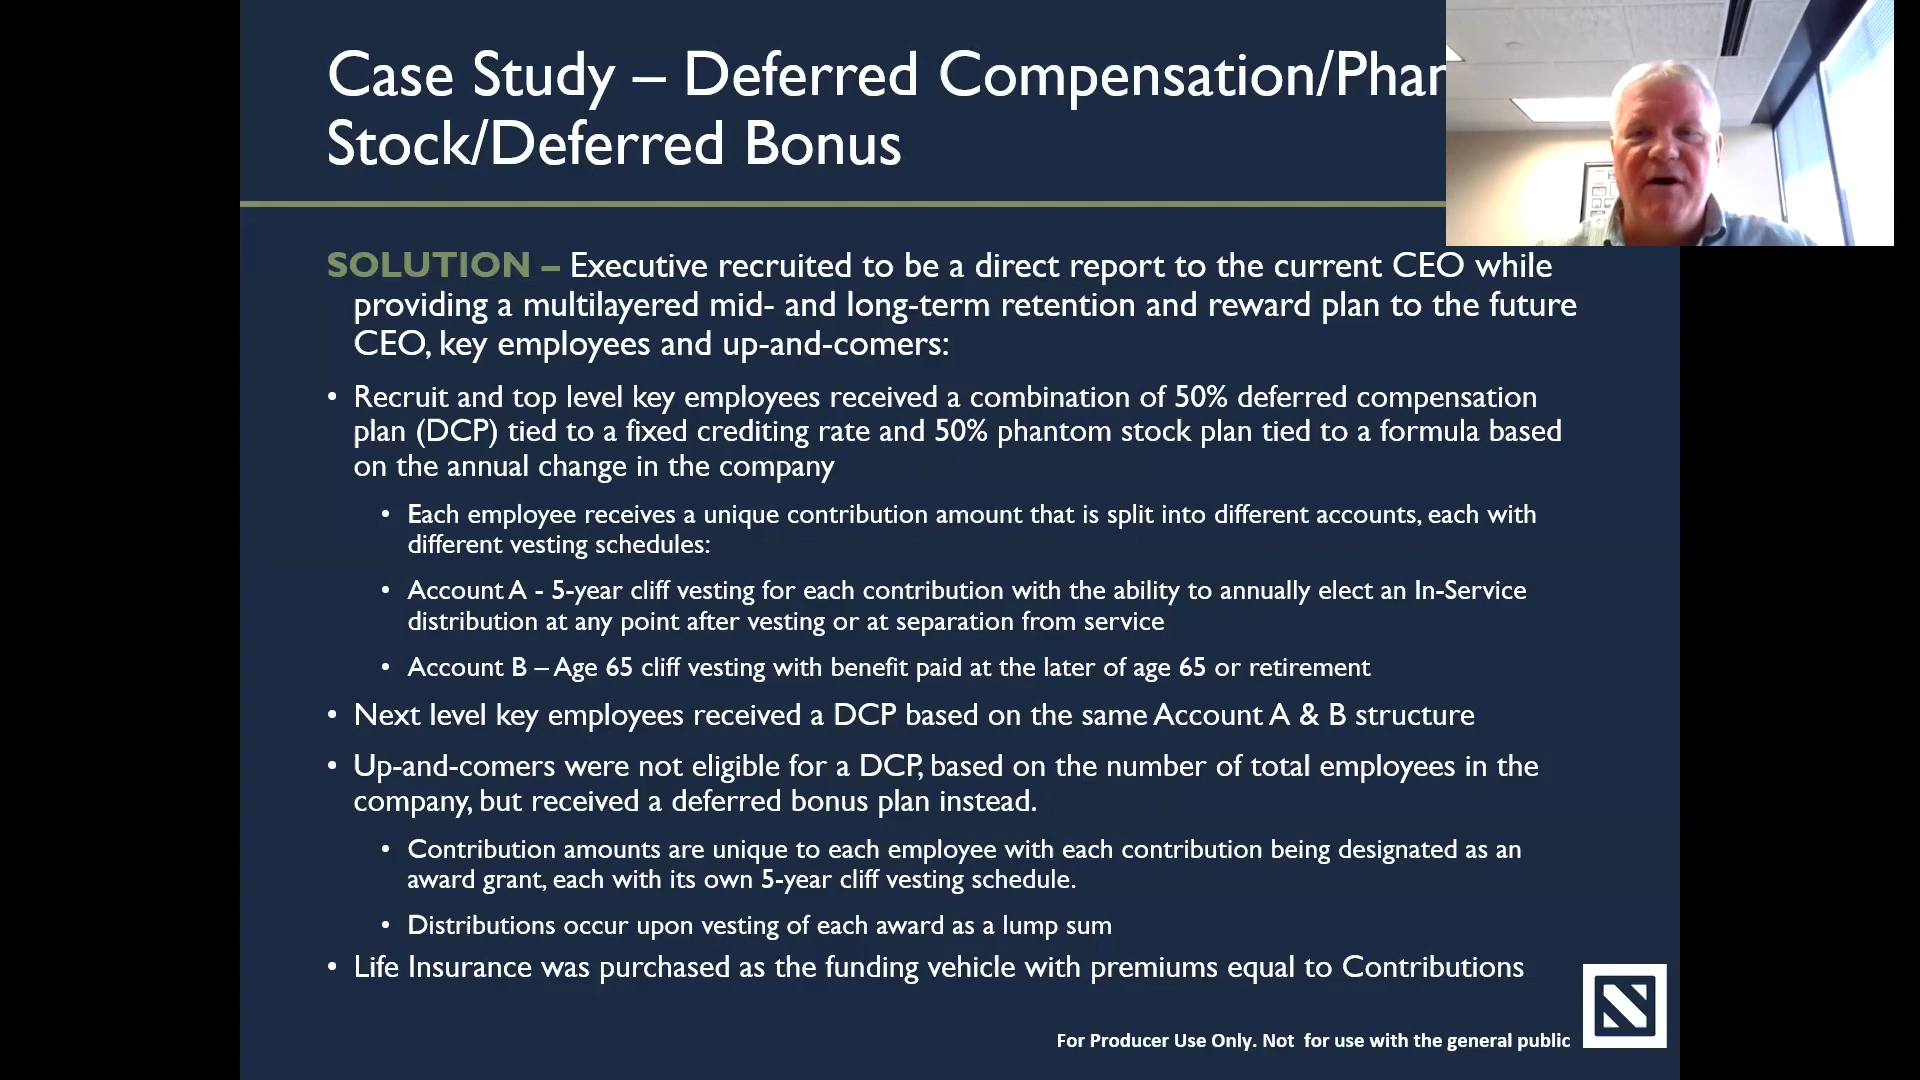 Case Study – Deferred Compensation/Phan
Stock/Deferred Bonus
SOLUTION – Executive recruited to be a direct report to the current CEO while
providing a multilayered mid- and long-term retention and reward plan to the future
CEO, key employees and up-and-comers:
• Recruit and top level key employees received a combination of 50% deferred compensation
plan (DCP) tied to a fixed crediting rate and 50% phantom stock plan tied to a formula based
on the annual change in the company
• Each employee receives a unique contribution amount that is split into different accounts, each with
different vesting schedules:
• Account A - 5-year cliff vesting for each contribution with the ability to annually elect an In-Service
distribution at any point after vesting or at separation from service
• Account B – Age 65 cliff vesting with benefit paid at the later of age 65 or retirement
• Next level key employees received a DCP based on the same Account A & B structure
• Up-and-comers were not eligible for a DCP, based on the number of total employees in the
company, but received a deferred bonus plan instead.
• Contribution amounts are unique to each employee with each contribution being designated as an
award grant, each with its own 5-year cliff vesting schedule.
• Distributions occur upon vesting of each award as a lump sum
• Life Insurance was purchased as the funding vehicle with premiums equal to Contributions
For Producer Use Only. Not for use with the general public